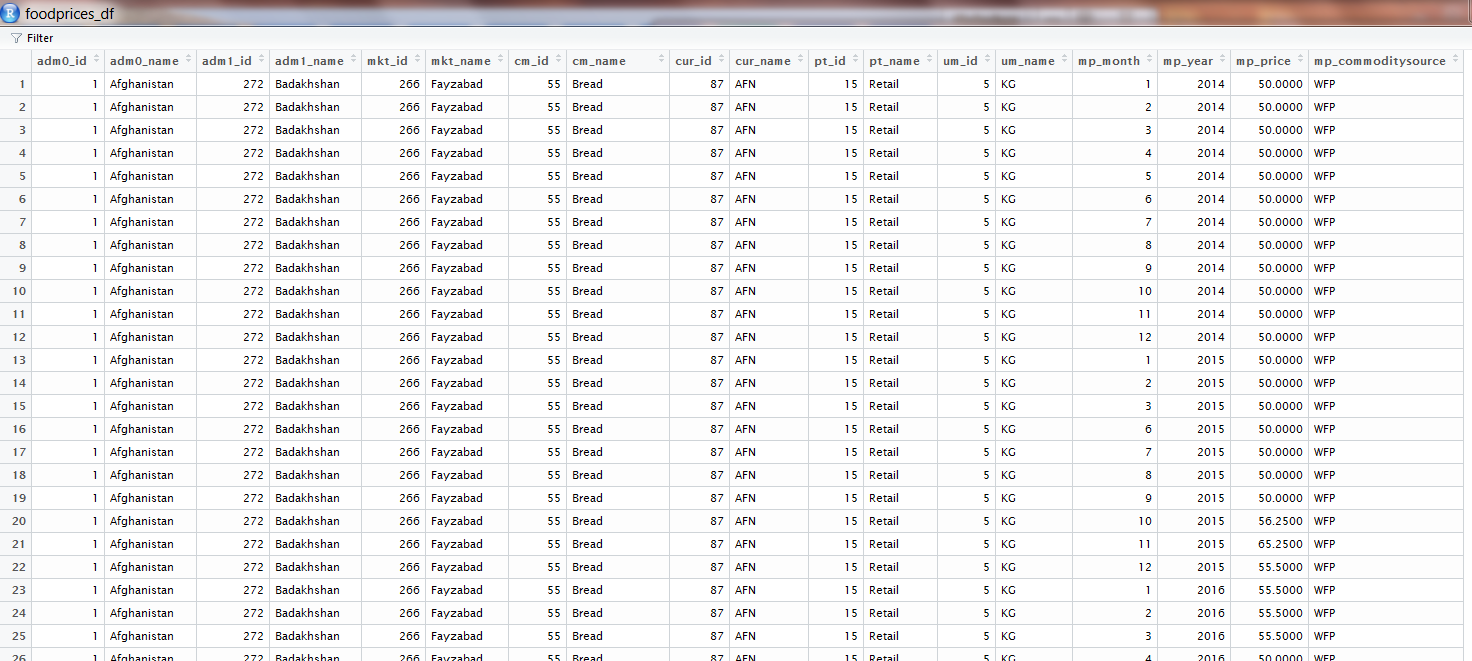 R foodprices_df
Filter
adm0_id adm0_name adm1_id adm1_name mkt_id mkt_name cm_id cm_name cur_id cur_name pt_id pt_name um_id um_name mp_month mp_year mp_price mp_commoditysource
1 1 Afghanistan 272 Badakhshan 266 Fayzabad 55 Bread 87 AFN 15 Retail 5 KG 1 2014 50.0000 WFP
2 1 Afghanistan 272 Badakhshan 266 Fayzabad 55 Bread 87 AFN 15 Retail 5 KG 2 2014 50.0000 WFP
3 1 Afghanistan 272 Badakhshan 266 Fayzabad 55 Bread 87 AFN 15 Retail 5 KG 3 2014 50.0000 WFP
4 1 Afghanistan 272 Badakhshan 266 Fayzabad 55 Bread 87 AFN 15 Retail 5 KG 4 2014 50.0000 WFP
5 1 Afghanistan 272 Badakhshan 266 Fayzabad 55 Bread 87 AFN 15 Retail 5 KG 5 2014 50.0000 WFP
6 1 Afghanistan 272 Badakhshan 266 Fayzabad 55 Bread 87 AFN 15 Retail 5 KG 6 2014 50.0000 WFP
7 1 Afghanistan 272 Badakhshan 266 Fayzabad 55 Bread 87 AFN 15 Retail 5 KG 7 2014 50.0000 WFP
8 1 Afghanistan 272 Badakhshan 266 Fayzabad 55 Bread 87 AFN 15 Retail 5 KG 8 2014 50.0000 WFP
9 1 Afghanistan 272 Badakhshan 266 Fayzabad 55 Bread 87 AFN 15 Retail 5 KG 9 2014 50.0000 WFP
10 1 Afghanistan 272 Badakhshan 266 Fayzabad 55 Bread 87 AFN 15 Retail 5 KG 10 2014 50.0000 WFP
11 1 Afghanistan 272 Badakhshan 266 Fayzabad 55 Bread 87 AFN 15 Retail 5 KG 11 2014 50.0000 WFP
12 1 Afghanistan 272 Badakhshan 266 Fayzabad 55 Bread 87 AFN 15 Retail 5 KG 12 2014 50.0000 WFP
13 1 Afghanistan 272 Badakhshan 266 Fayzabad 55 Bread 87 AFN 15 Retail 5 KG 1 2015 50.0000 WFP
14 1 Afghanistan 272 Badakhshan 266 Fayzabad 55 Bread 87 AFN 15 Retail 5 KG 2 2015 50.0000 WFP
15 1 Afghanistan 272 Badakhshan 266 Fayzabad 55 Bread 87 AFN 15 Retail 5 KG 3 2015 50.0000 WFP
16 1 Afghanistan 272 Badakhshan 266 Fayzabad 55 Bread 87 AFN 15 Retail 5 KG 6 2015 50.0000 WFP
17 1 Afghanistan 272 Badakhshan 266 Fayzabad 55 Bread 87 AFN 15 Retail 5 KG 7 2015 50.0000 WFP
18 1 Afghanistan 272 Badakhshan 266 Fayzabad 55 Bread 87 AFN 15 Retail 5 KG 8 2015 50.0000 WFP
19 1 Afghanistan 272 Badakhshan 266 Fayzabad 55 Bread 87 AFN 15 Retail 5 KG 9 2015 50.0000 WFP
20 1 Afghanistan 272 Badakhshan 266 Fayzabad 55 Bread 87 AFN 15 Retail 5 KG 10 2015 56.2500 WFP
21 1 Afghanistan 272 Badakhshan 266 Fayzabad 55 Bread 87 AFN 15 Retail 5 KG 11 2015 65.2500 WFP
22 1 Afghanistan 272 Badakhshan 266 Fayzabad 55 Bread 87 AFN 15 Retail 5 KG 12 2015 55.5000 WFP
23 1 Afghanistan 272 Badakhshan 266 Fayzabad 55 Bread 87 AFN 15 Retail 5 KG 1 2016 55.5000 WFP
24 1 Afghanistan 272 Badakhshan 266 Fayzabad 55 Bread 87 AFN 15 Retail 5 KG 2 2016 55.5000 WFP
25 1 Afghanistan 272 Badakhshan 266 Fayzabad 55 Bread 87 AFN 15 Retail 5 KG 3 2016 55.5000 WFP
26 1 Afghanistan 272 Badakhshan 266 Fayzabad 55 Bread 87 AFN 15 Retail 5 KG 4 2016 50.0000 WFP